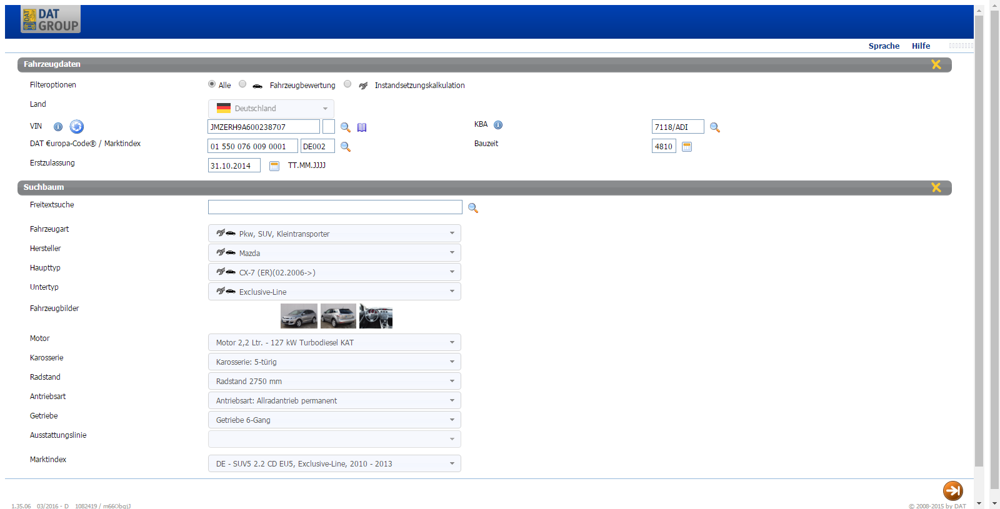 DAT
DAT
GROUP
Sprache Hilfe
Fahrzeugdaten
Filteroptionen Alle Fahrzeugbewertung Instandsetzungskalkulation
Land Deutschland
VIN JMZERH9A600238707 KBA 7118/ADI
DAT €uropa-Code® / Marktindex 01 550 076 009 0001 DE002 Bauzeit 4810
Erstzulassung 31.10.2014 TT.MM.JJJJ
Suchbaum
Freitextsuche
Fahrzeugart Pkw, SUV, Kleintransporter
Hersteller Mazda
Haupttyp CX-7 (ER)(02.2006->)
Untertyp Exclusive-Line
Fahrzeugbilder
Motor Motor 2,2 Ltr. - 127 kW Turbodiesel KAT
Karosserie Karosserie: 5-türig
Radstand Radstand 2750 mm
Antriebsart Antriebsart: Allradantrieb permanent
Getriebe Getriebe 6-Gang
Ausstattungslinie
Marktindex DE - SUV5 2.2 CD EU5, Exclusive-Line, 2010 - 2013
1.35.06 03/2016 - D 1082419 / m66ObqiJ © 2008-2015 by DAT